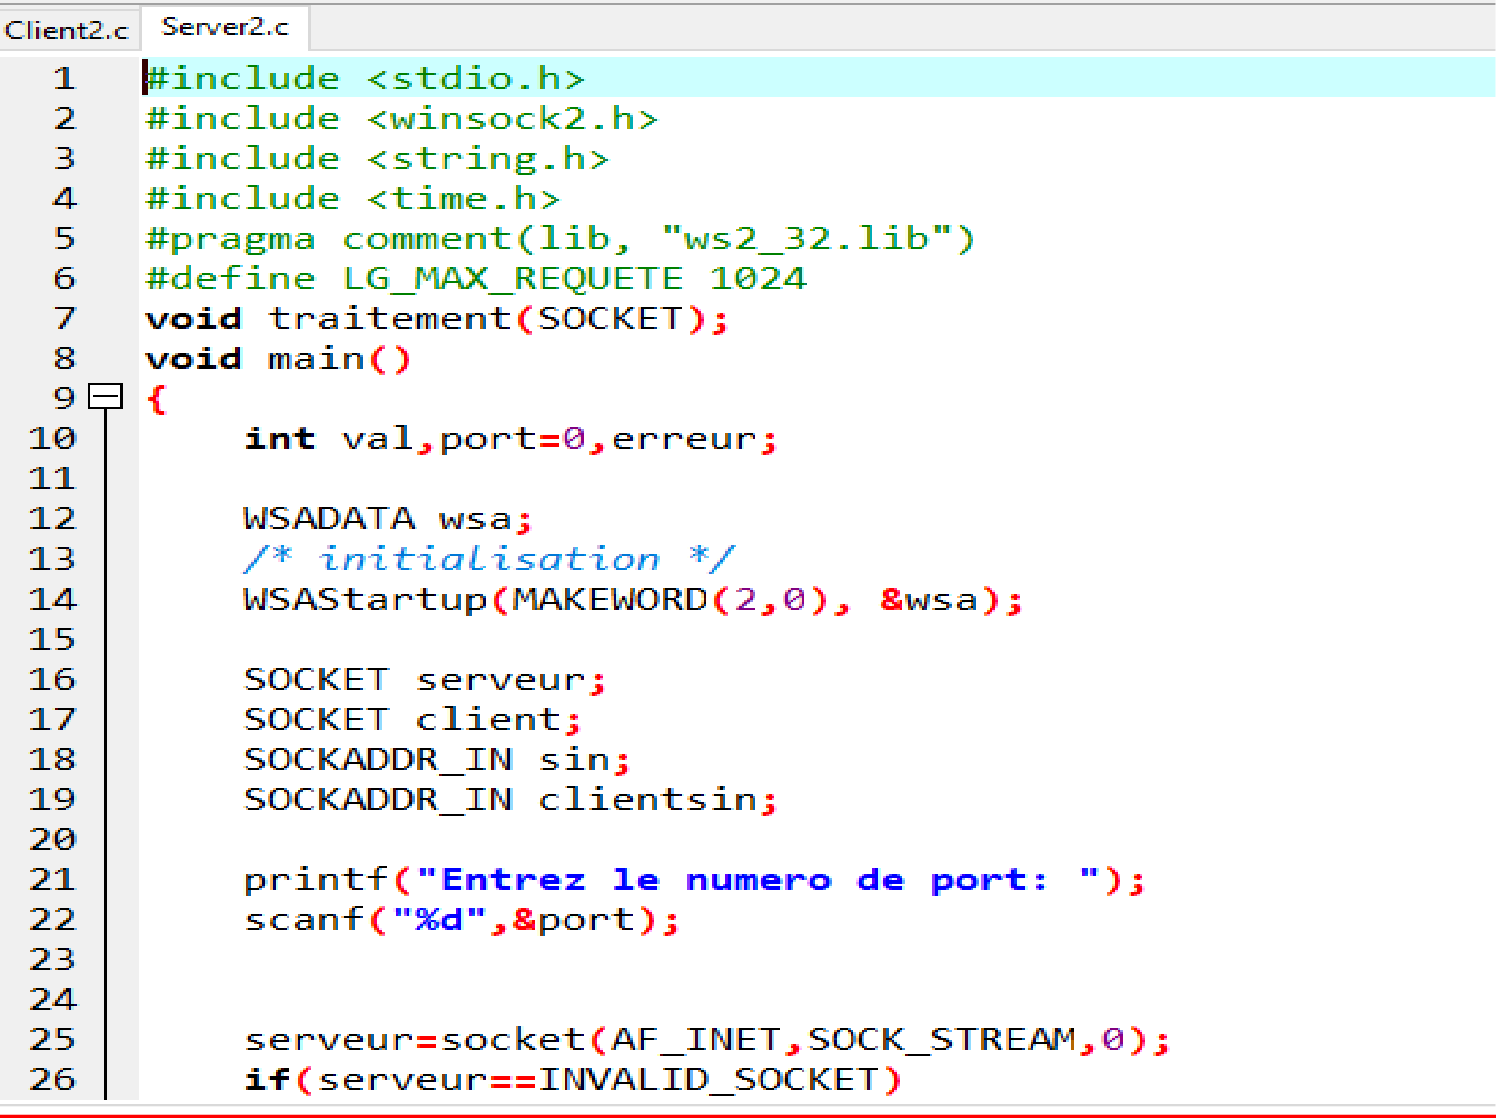 Client2.c Server2.c
1 #include <stdio.h>
2 #include <winsock2.h>
3 #include <string.h>
4 #include <time.h>
5 #pragma comment(lib, "ws2_32.lib")
6 #define LG_MAX_REQUETE 1024
7 void traitement(SOCKET);
8 void main()
9 {
10 int val,port=0,erreur;
11
12 WSADATA wsa;
13 /* initialisation */
14 WSAStartup(MAKEWORD(2,0), &wsa);
15
16 SOCKET serveur;
17 SOCKET client;
18 SOCKADDR_IN sin;
19 SOCKADDR_IN clientsin;
20
21 printf("Entrez le numero de port: ");
22 scanf("%d",&port);
23
24
25 serveur=socket(AF_INET,SOCK_STREAM,0);
26 if(serveur==INVALID_SOCKET)